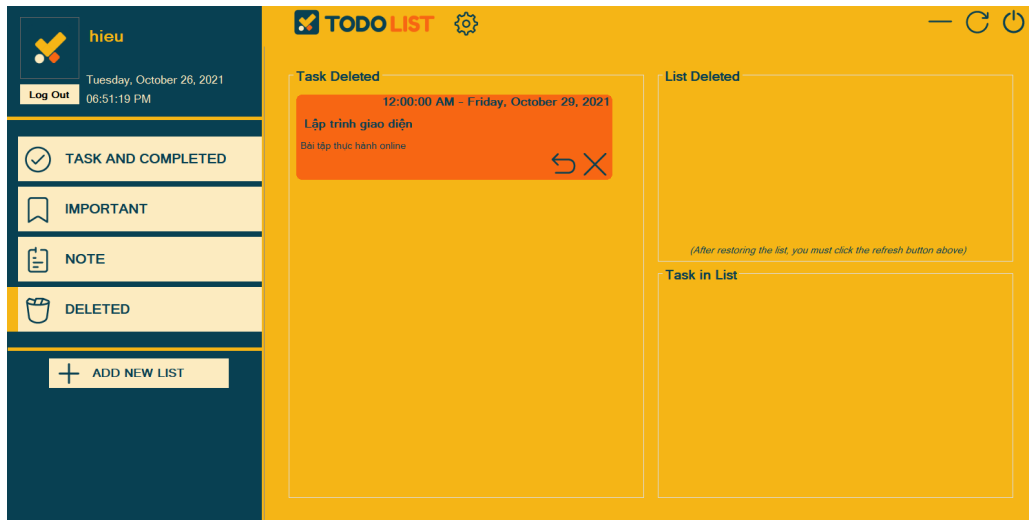 hieu
Tuesday, October 26, 2021
06:51:19 PM
Log Out
TASK AND COMPLETED
IMPORTANT
NOTE
DELETED
ADD NEW LIST
TODO LIST
Task Deleted
12:00:00 AM - Friday, October 29, 2021
Lập trình giao diện
Bài tập thực hành online
List Deleted
(After restoring the list, you must click the refresh button above)
Task in List